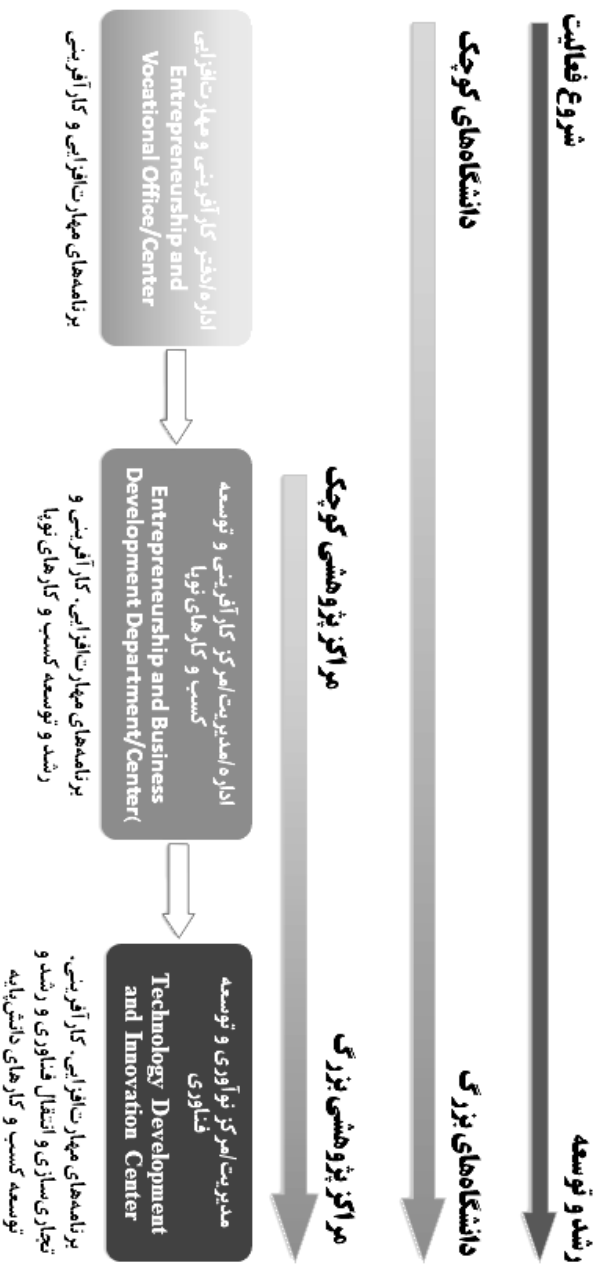 شروع فعالیت
رشد و توسعه
دانشگاه‌های کوچک
دانشگاه‌های بزرگ
مراکز پژوهشی کوچک
مراکز پژوهشی بزرگ
اداره/دفتر کارآفرینی و مهارت‌افزایی
Entrepreneurship and
Vocational Office/Center
برنامه‌های مهارت‌افزایی و کارآفرینی
اداره/مدیریت/مرکز کارآفرینی و توسعه
کسب و کارهای نوپا
Entrepreneurship and Business
Development Department/Center(
برنامه‌های مهارت‌افزایی، کارآفرینی و
رشد و توسعه کسب و کارهای نوپا
مدیریت/مرکز نوآوری و توسعه
فناوری
Technology Development
and Innovation Center
برنامه‌های مهارت‌افزایی، کارآفرینی،
تجاری‌سازی و انتقال فناوری و رشد و
توسعه کسب و کارهای دانش‌پایه